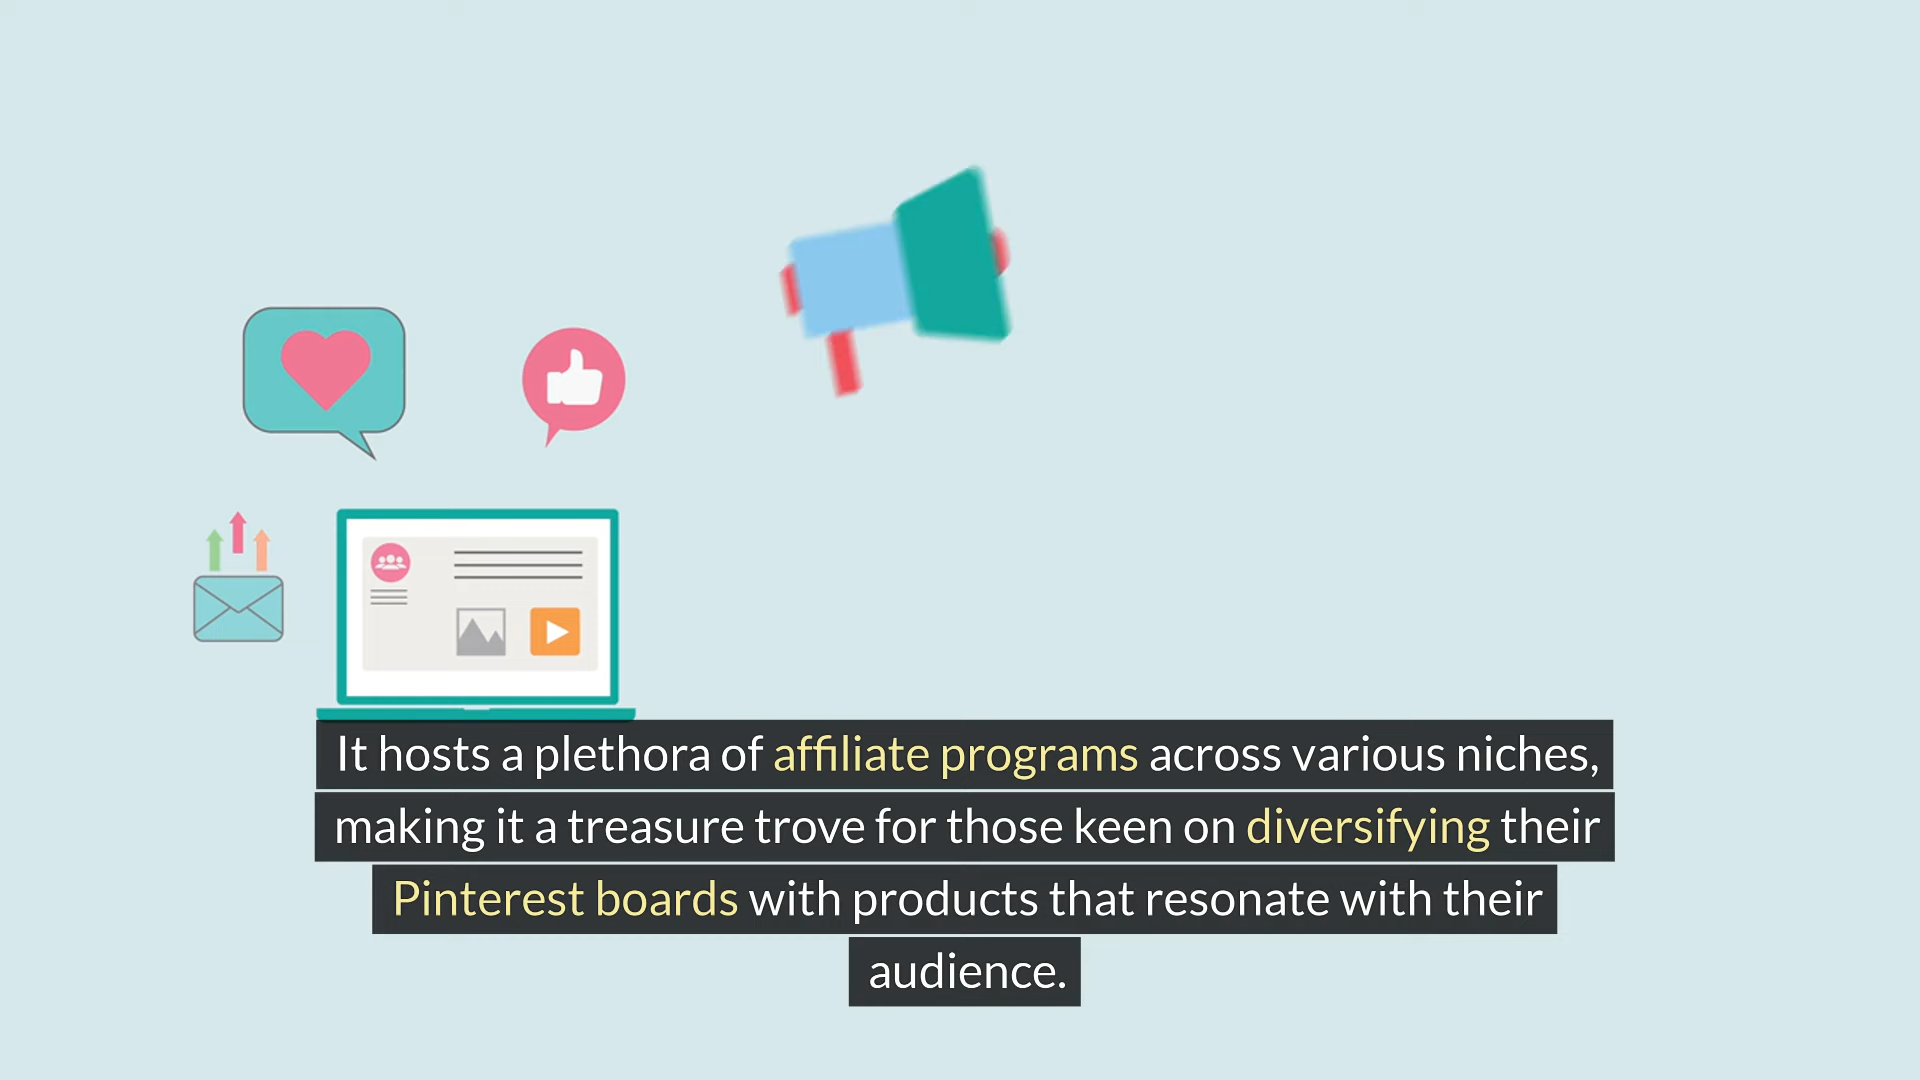 It hosts a plethora of affiliate programs across various niches,
making it a treasure trove for those keen on diversifying their
Pinterest boards with products that resonate with their
audience.